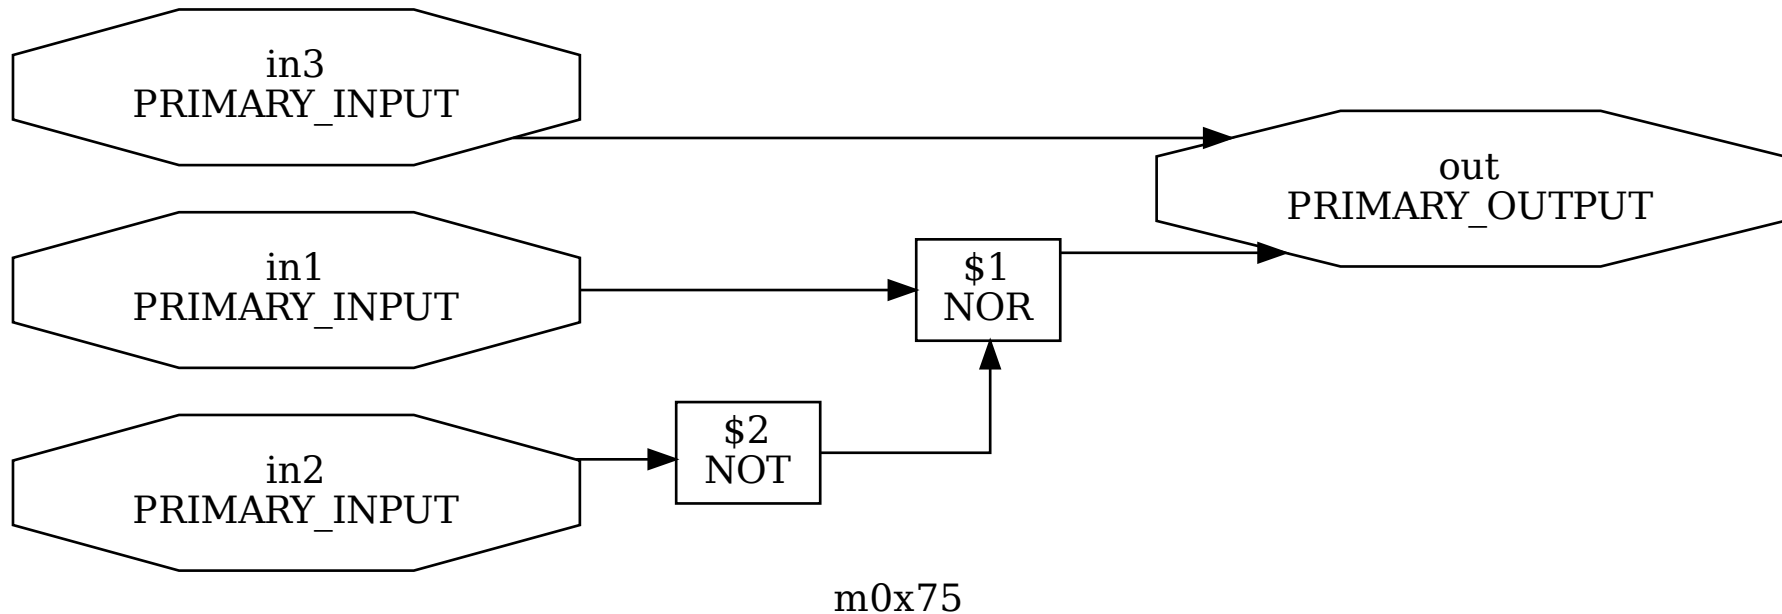 in3
PRIMARY_INPUT
out
PRIMARY_OUTPUT
in1
PRIMARY_INPUT
$1
NOR
$2
NOT
in2
PRIMARY_INPUT
m0x75